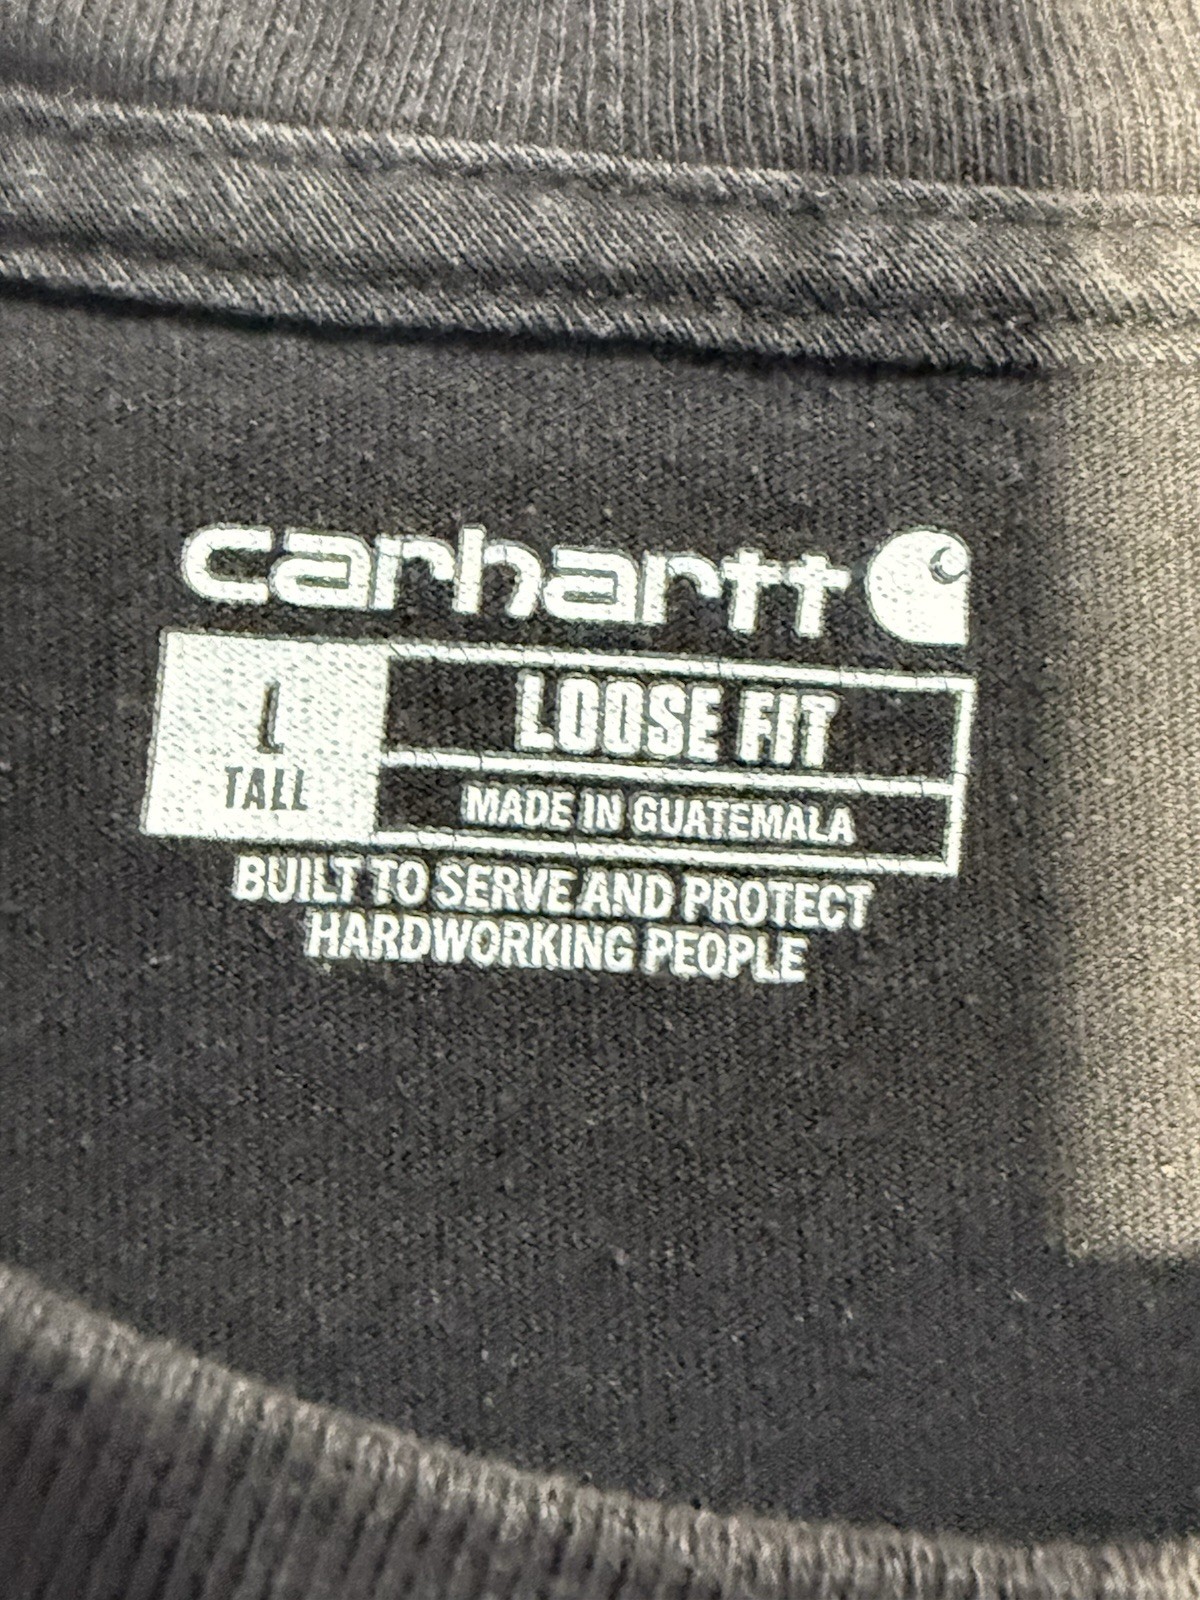 carhartt
L
TALL
LOOSE FIT
MADE IN GUATEMALA
BUILT TO SERVE AND PROTECT
HARDWORKING PEOPLE